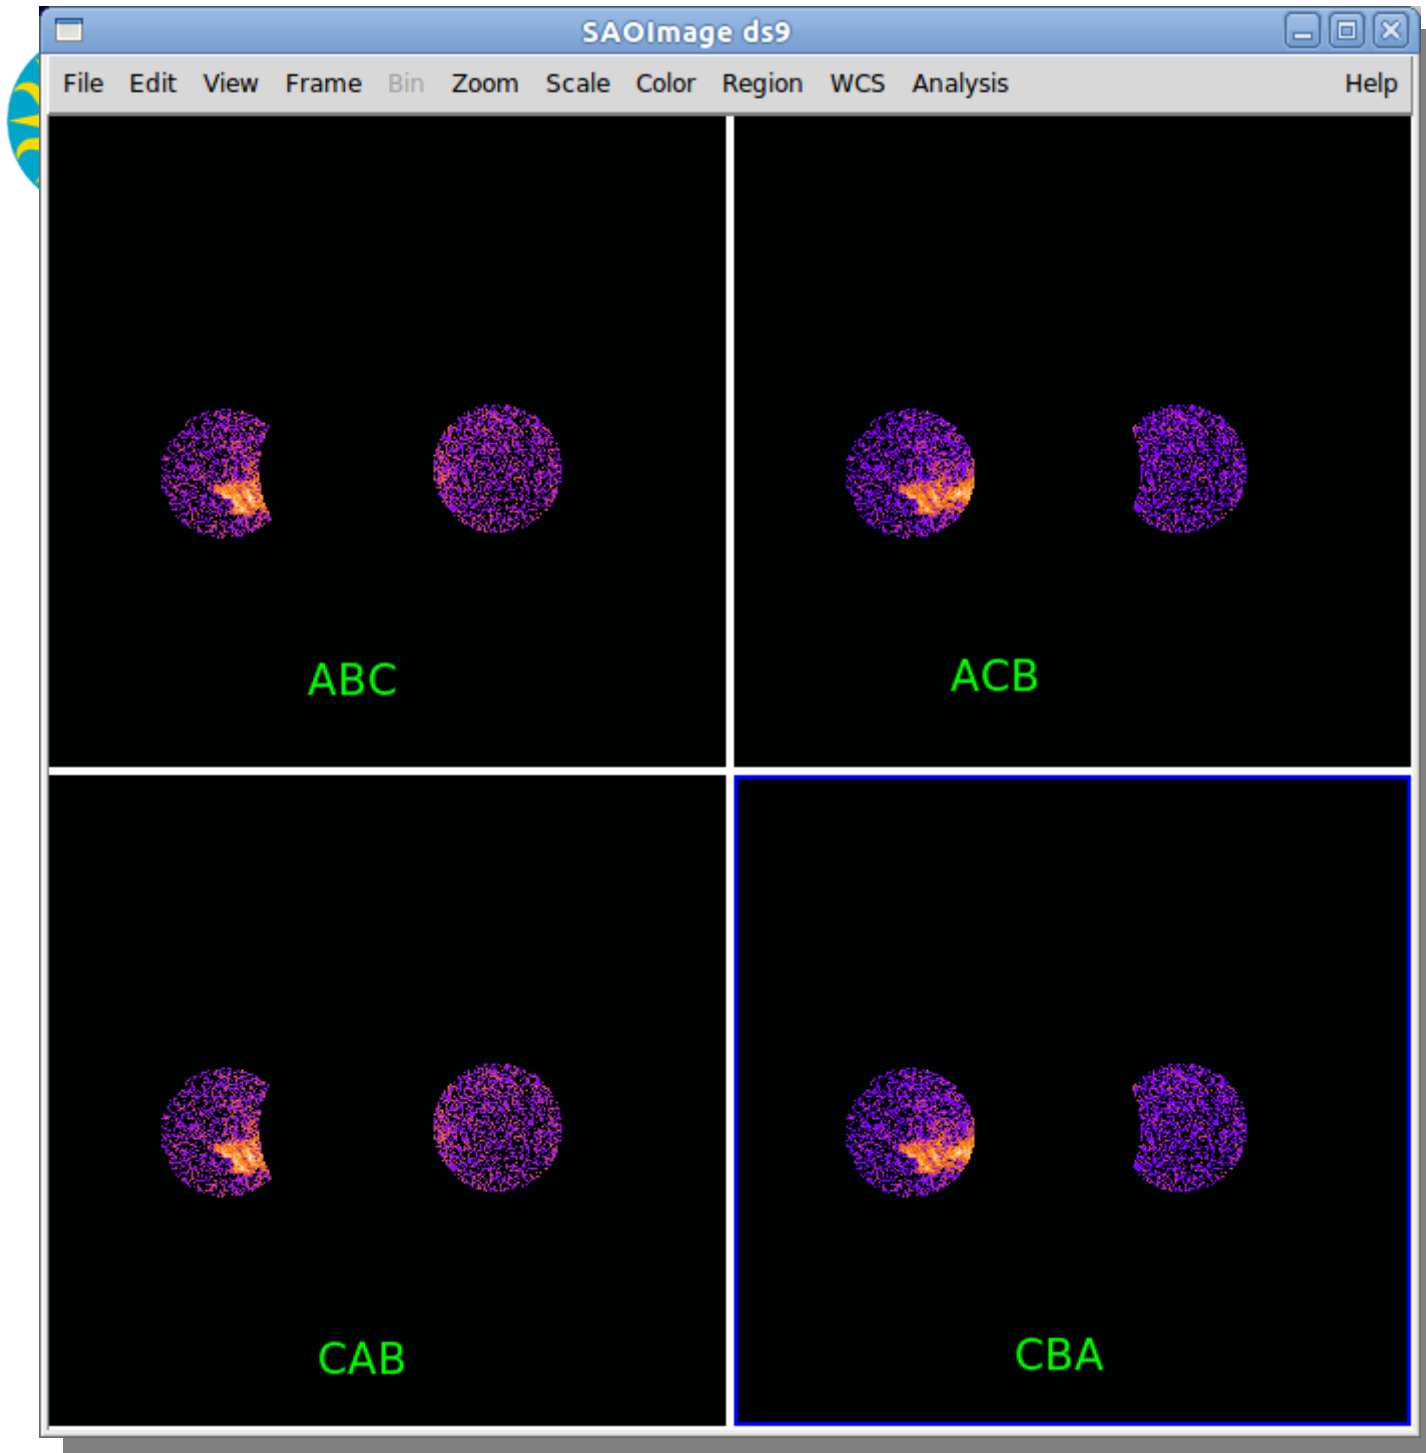 SAOImage ds9
File Edit View Frame Bin Zoom Scale Color Region WCS Analysis Help
ABC
ACB
CAB
CBA